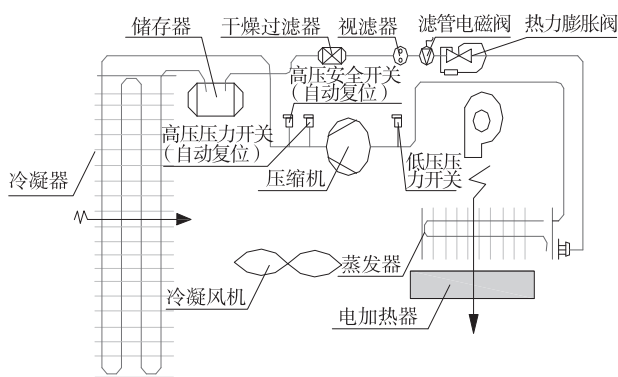 储存器
干燥过滤器
视滤器
滤管电磁阀
热力膨胀阀
高压安全开关
（自动复位）
高压压力开关
（自动复位）
冷凝器
压缩机
低压压
力开关
蒸发器
冷凝风机
电加热器